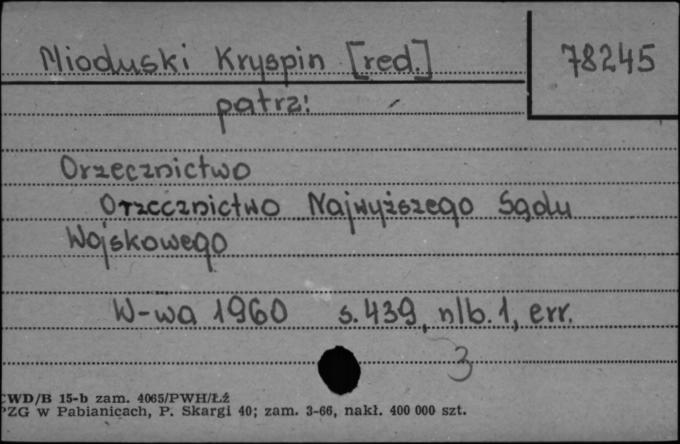 Mioduski Kryspin [red.] 78245
patrz:
Orzecznictwo
Orzecznictwo Najwyższego Sądu
Wojskowego
W-wa 1960 s. 439, nlb. 1, err.
3
CWD/B 15-b zam. 4065/PWH/Łź
PZG w Pabianicach, P. Skargi 40; zam. 3-66, nakł. 400 000 szt.